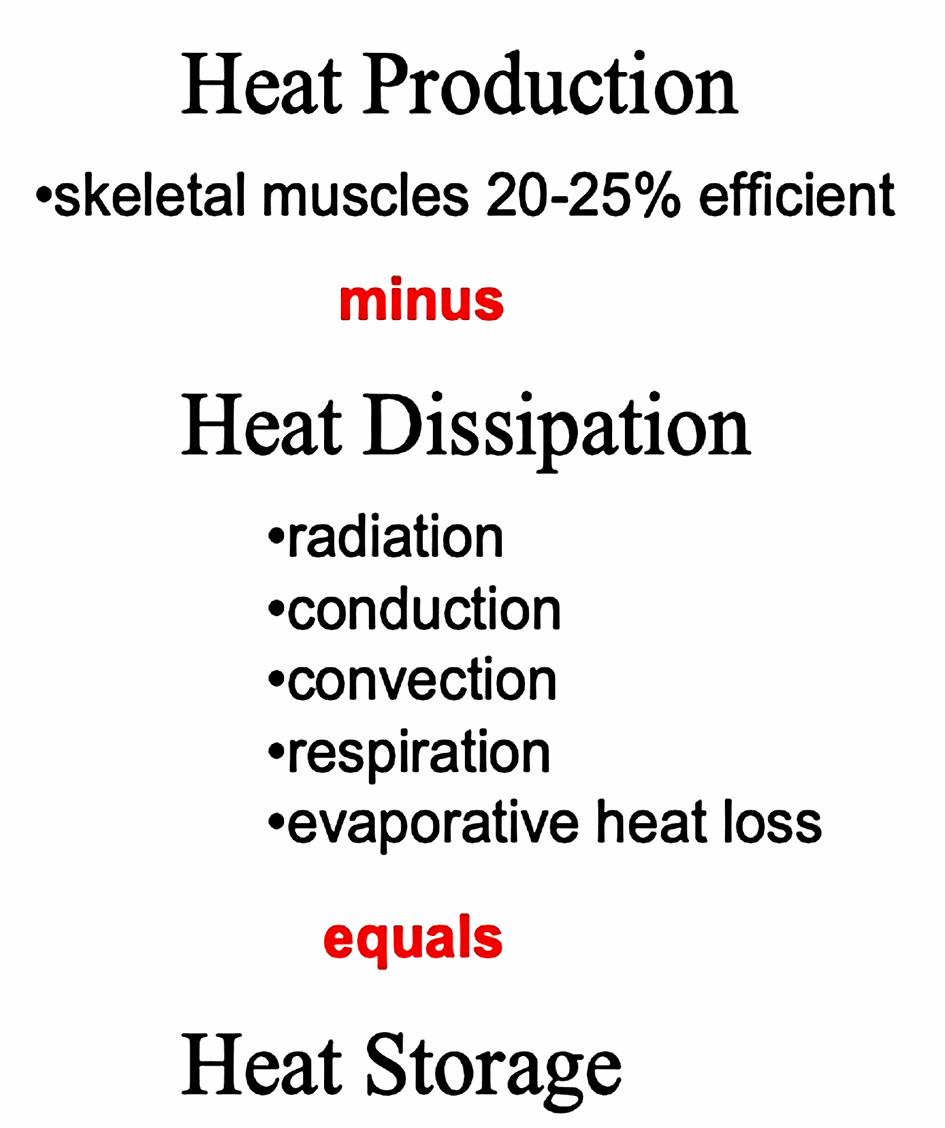 Heat Production
•skeletal muscles 20-25% efficient
minus
Heat Dissipation
•radiation
•conduction
•convection
•respiration
•evaporative heat loss
equals
Heat Storage